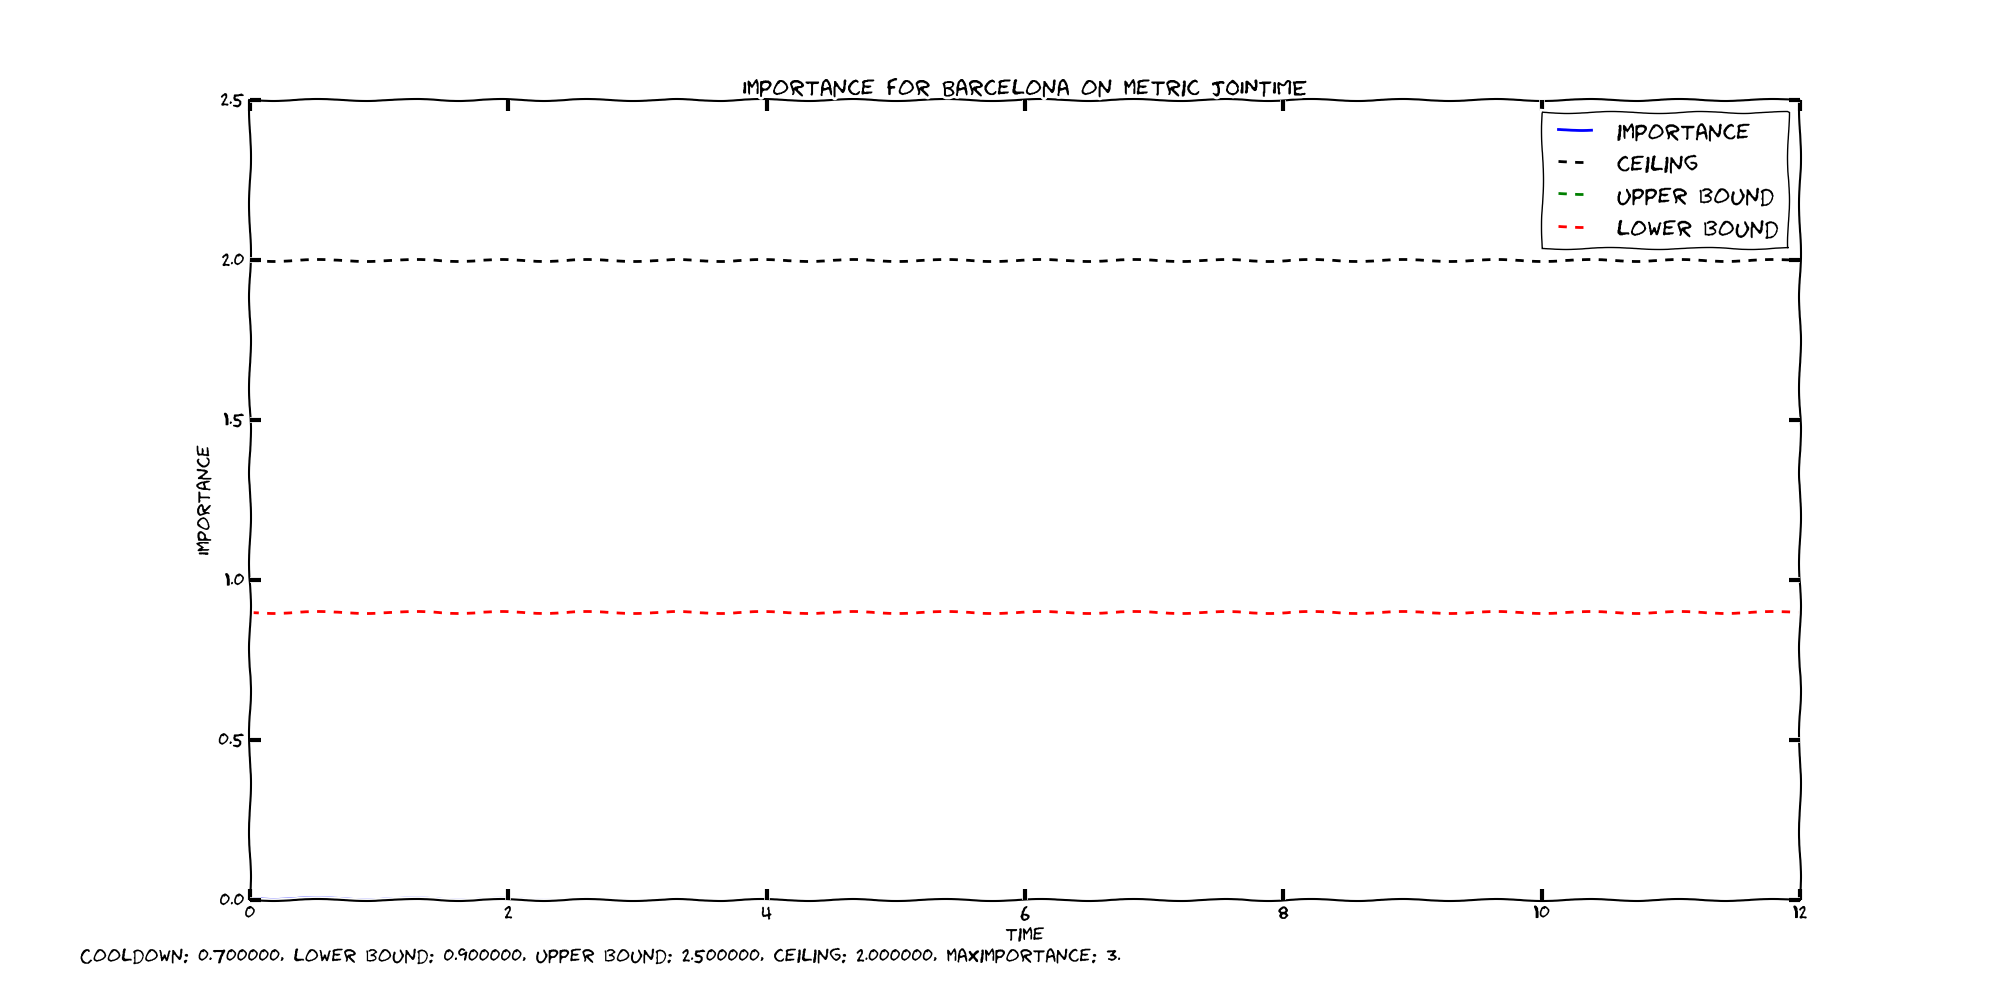 IMPORTANCE FOR BARCELONA ON METRIC JOINTIME
2.5
2.0
1.5
1.0
0.5
0.0
IMPORTANCE
IMPORTANCE
CEILING
UPPER BOUND
LOWER BOUND
0 2 4 6 8 10 12
TIME
COOLDOWN: 0.700000, LOWER BOUND: 0.900000, UPPER BOUND: 2.500000, CEILING: 2.000000, MAXIMPORTANCE: 3.